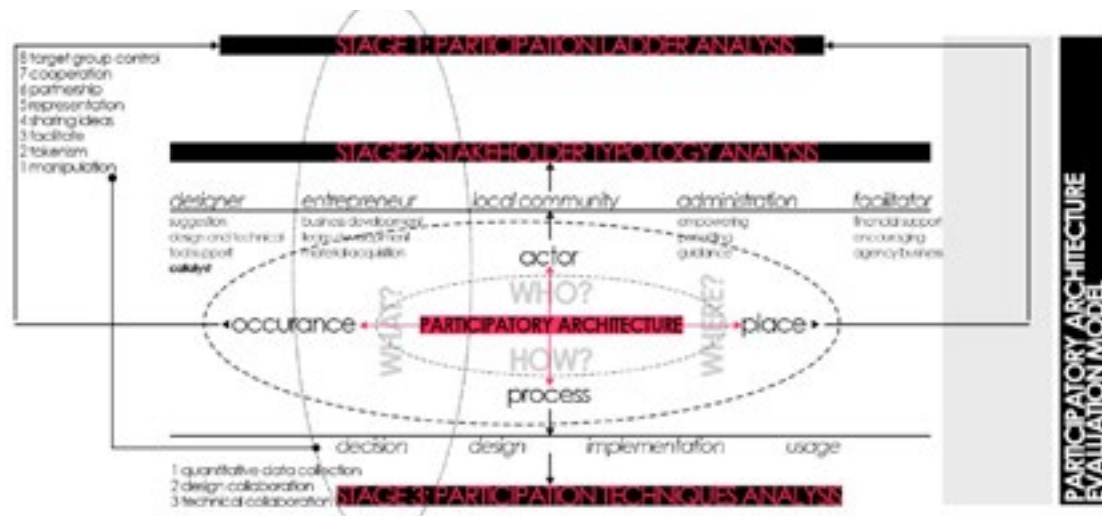 STAGE 1: PARTICIPATION LADDER ANALYSIS
8 target group control
7 cooperation
6 partnership
5 representation
4 sharing ideas
3 facilitate
2 tokenism
1 manipulation
STAGE 2: STAKEHOLDER TYPOLOGY ANALYSIS
designer
suggestion
design and technical
tool support
catalyst
entrepreneur
business development
development
material acquisition
local community
administration
empowering
guidance
facilitator
financial support
encouraging
agency business
actor
WHO?
WHAT?
WHERE?
occurance
PARTICIPATORY ARCHITECTURE
place
HOW?
process
decision
design
implementation
usage
1 quantitative data collection
2 design collaboration
3 technical collaboration
STAGE 3: PARTICIPATION TECHNIQUES ANALYSIS
PARTICIPATORY ARCHITECTURE
EVALUATION MODEL